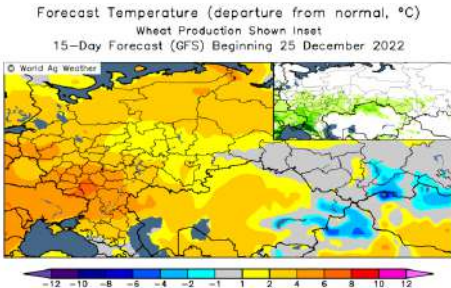 Forecast Temperature (departure from normal, °C)
Wheat Production Shown Inset
15-Day Forecast (GFS) Beginning 25 December 2022
© World Ag Weather
-12 -10 -8 -6 -4 -2 -1 1 2 4 6 8 10 12